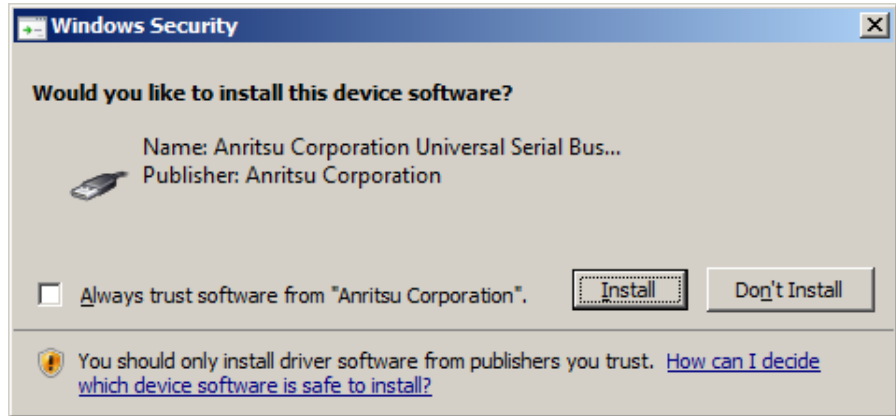 Windows Security
Would you like to install this device software?
Name: Anritsu Corporation Universal Serial Bus...
Publisher: Anritsu Corporation
Always trust software from "Anritsu Corporation".
Install
Don't Install
You should only install driver software from publishers you trust. How can I decide
which device software is safe to install?